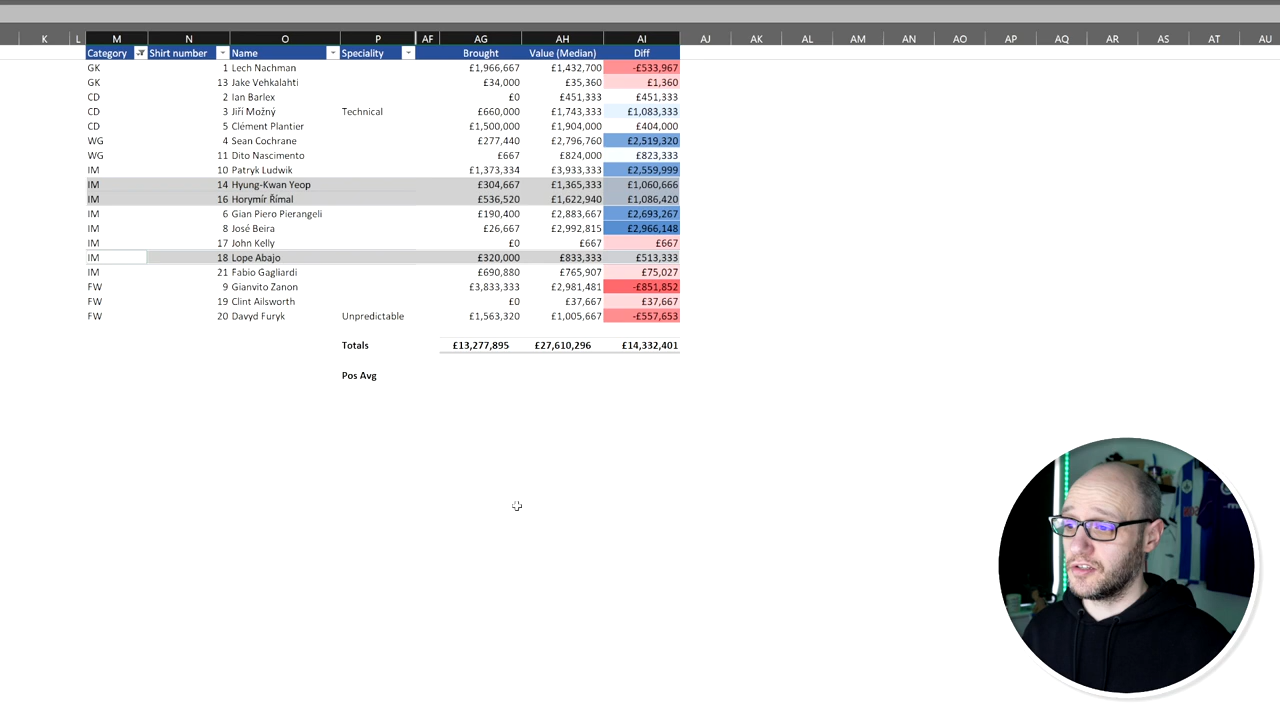 K L M N O P AF AG AH AI AJ AK AL AM AN AO AP AQ AR AS AT AU
Category Shirt number Name Speciality Brought Value (Median) Diff
GK 1 Lech Nachman £1,966,667 £1,432,700 -£533,967
GK 13 Jake Vehkalahti £34,000 £35,360 £1,360
CD 2 Ian Barlex £0 £451,333 £451,333
CD 3 Jiří Možný Technical £660,000 £1,743,333 £1,083,333
CD 5 Clément Plantier £1,500,000 £1,904,000 £404,000
WG 4 Sean Cochrane £277,440 £2,796,760 £2,519,320
WG 11 Dito Nascimento £667 £824,000 £823,333
IM 10 Patryk Ludwik £1,373,334 £3,933,333 £2,559,999
IM 14 Hyung-Kwan Yeop £304,667 £1,365,333 £1,060,666
IM 16 Horymír Římal £536,520 £1,622,940 £1,086,420
IM 6 Gian Piero Pierangeli £190,400 £2,883,667 £2,693,267
IM 8 José Beira £26,667 £2,992,815 £2,966,148
IM 17 John Kelly £0 £667 £667
IM 18 Lope Abajo £320,000 £833,333 £513,333
IM 21 Fabio Gagliardi £690,880 £765,907 £75,027
FW 9 Gianvito Zanon £3,833,333 £2,981,481 -£851,852
FW 19 Clint Ailsworth £0 £37,667 £37,667
FW 20 Davyd Furyk Unpredictable £1,563,320 £1,005,667 -£557,653
Totals £13,277,895 £27,610,296 £14,332,401
Pos Avg